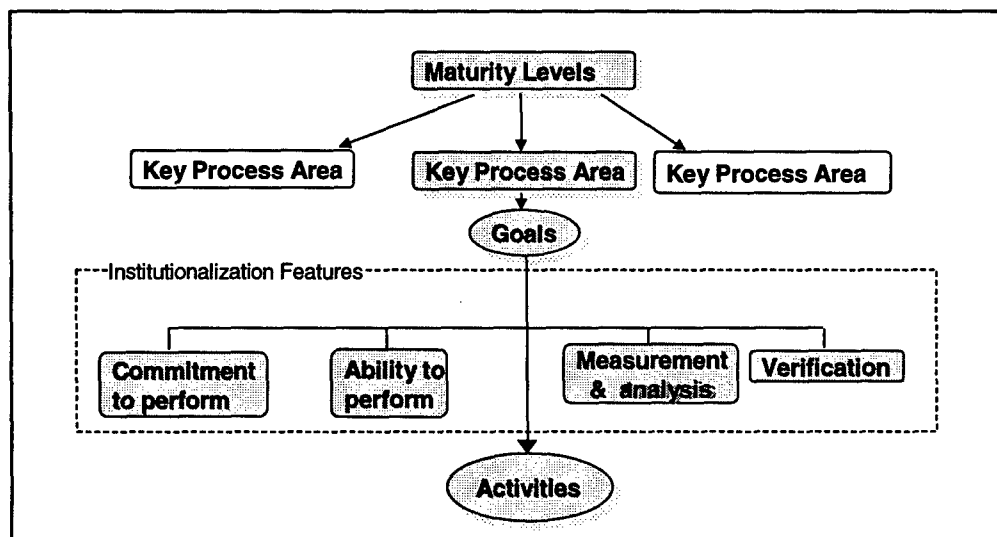 Maturity Levels
Key Process Area
Key Process Area
Key Process Area
Goals
Institutionalization Features
Commitment
to perform
Ability to
perform
Measurement
& analysis
Verification
Activities